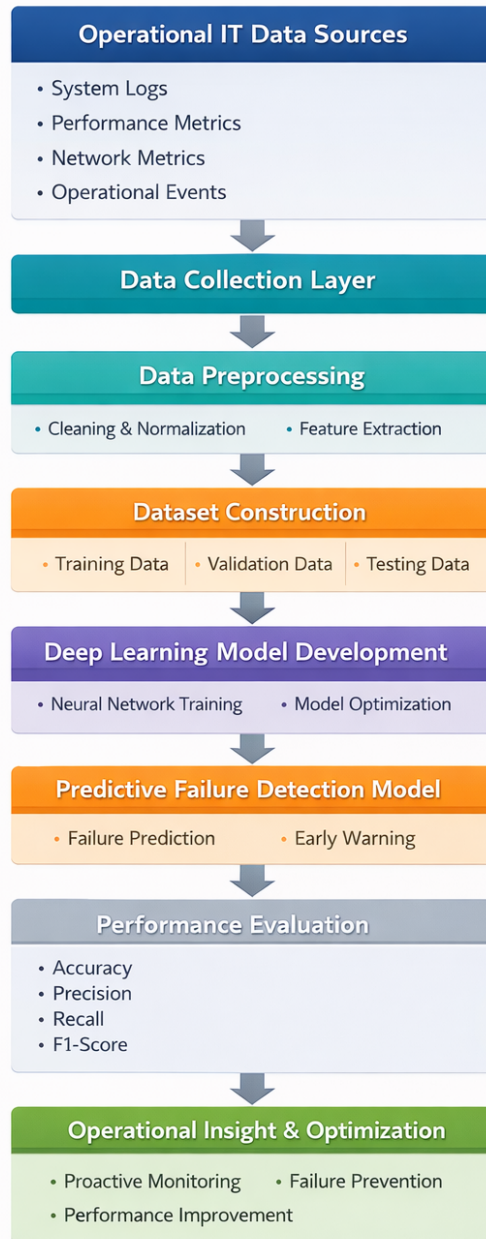 Operational IT Data Sources
• System Logs
• Performance Metrics
• Network Metrics
• Operational Events
Data Collection Layer
Data Preprocessing
• Cleaning & Normalization • Feature Extraction
Dataset Construction
• Training Data • Validation Data • Testing Data
Deep Learning Model Development
• Neural Network Training • Model Optimization
Predictive Failure Detection Model
• Failure Prediction • Early Warning
Performance Evaluation
• Accuracy
• Precision
• Recall
• F1-Score
Operational Insight & Optimization
• Proactive Monitoring • Failure Prevention
• Performance Improvement